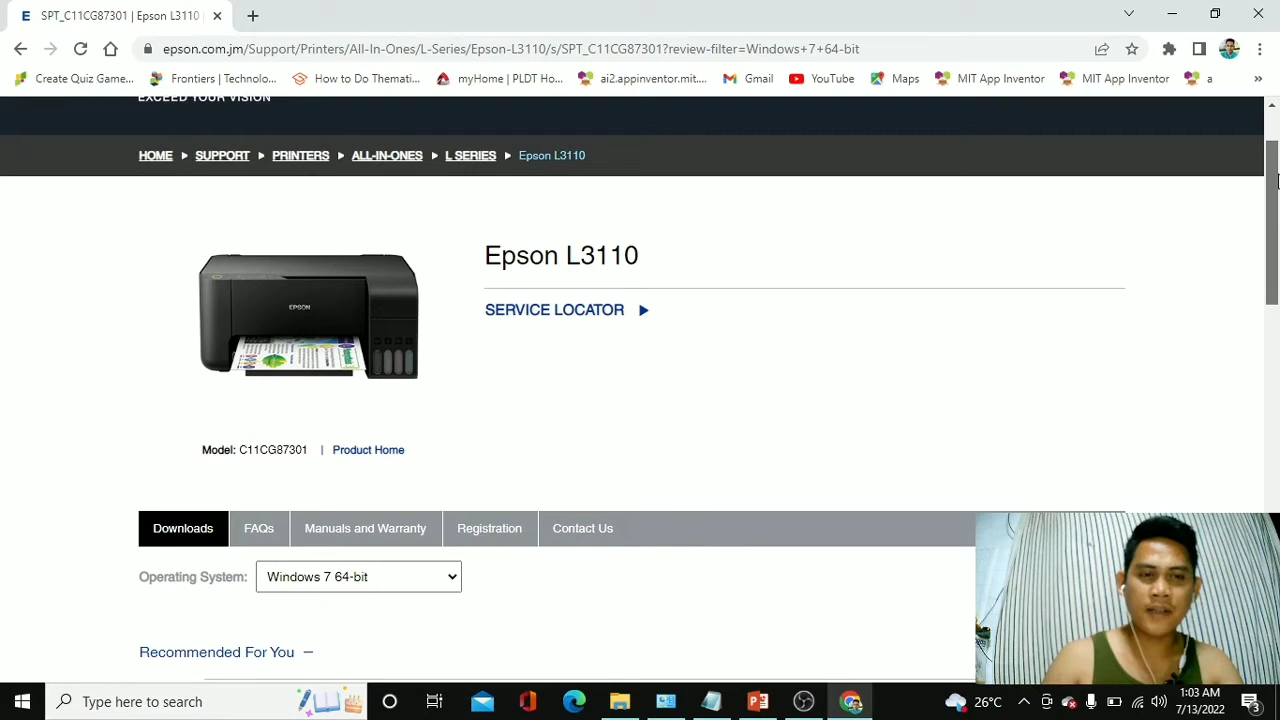 E SPT_C11CG87301 | Epson L3110
epson.com.jm/Support/Printers/All-In-Ones/L-Series/Epson-L3110/s/SPT_C11CG87301?review-filter=Windows+7+64-bit
Create Quiz Game... Frontiers | Technolo... How to Do Themati... myHome | PLDT Ho... ai2.appinventor.mit.... Gmail YouTube Maps MIT App Inventor MIT App Inventor a »
EXCEED YOUR VISION
HOME SUPPORT PRINTERS ALL-IN-ONES L SERIES Epson L3110
Epson L3110
SERVICE LOCATOR
EPSON
Model: C11CG87301 | Product Home
Downloads FAQs Manuals and Warranty Registration Contact Us
Operating System: Windows 7 64-bit
Recommended For You –
Type here to search
26°C
1:03 AM
7/13/2022
3